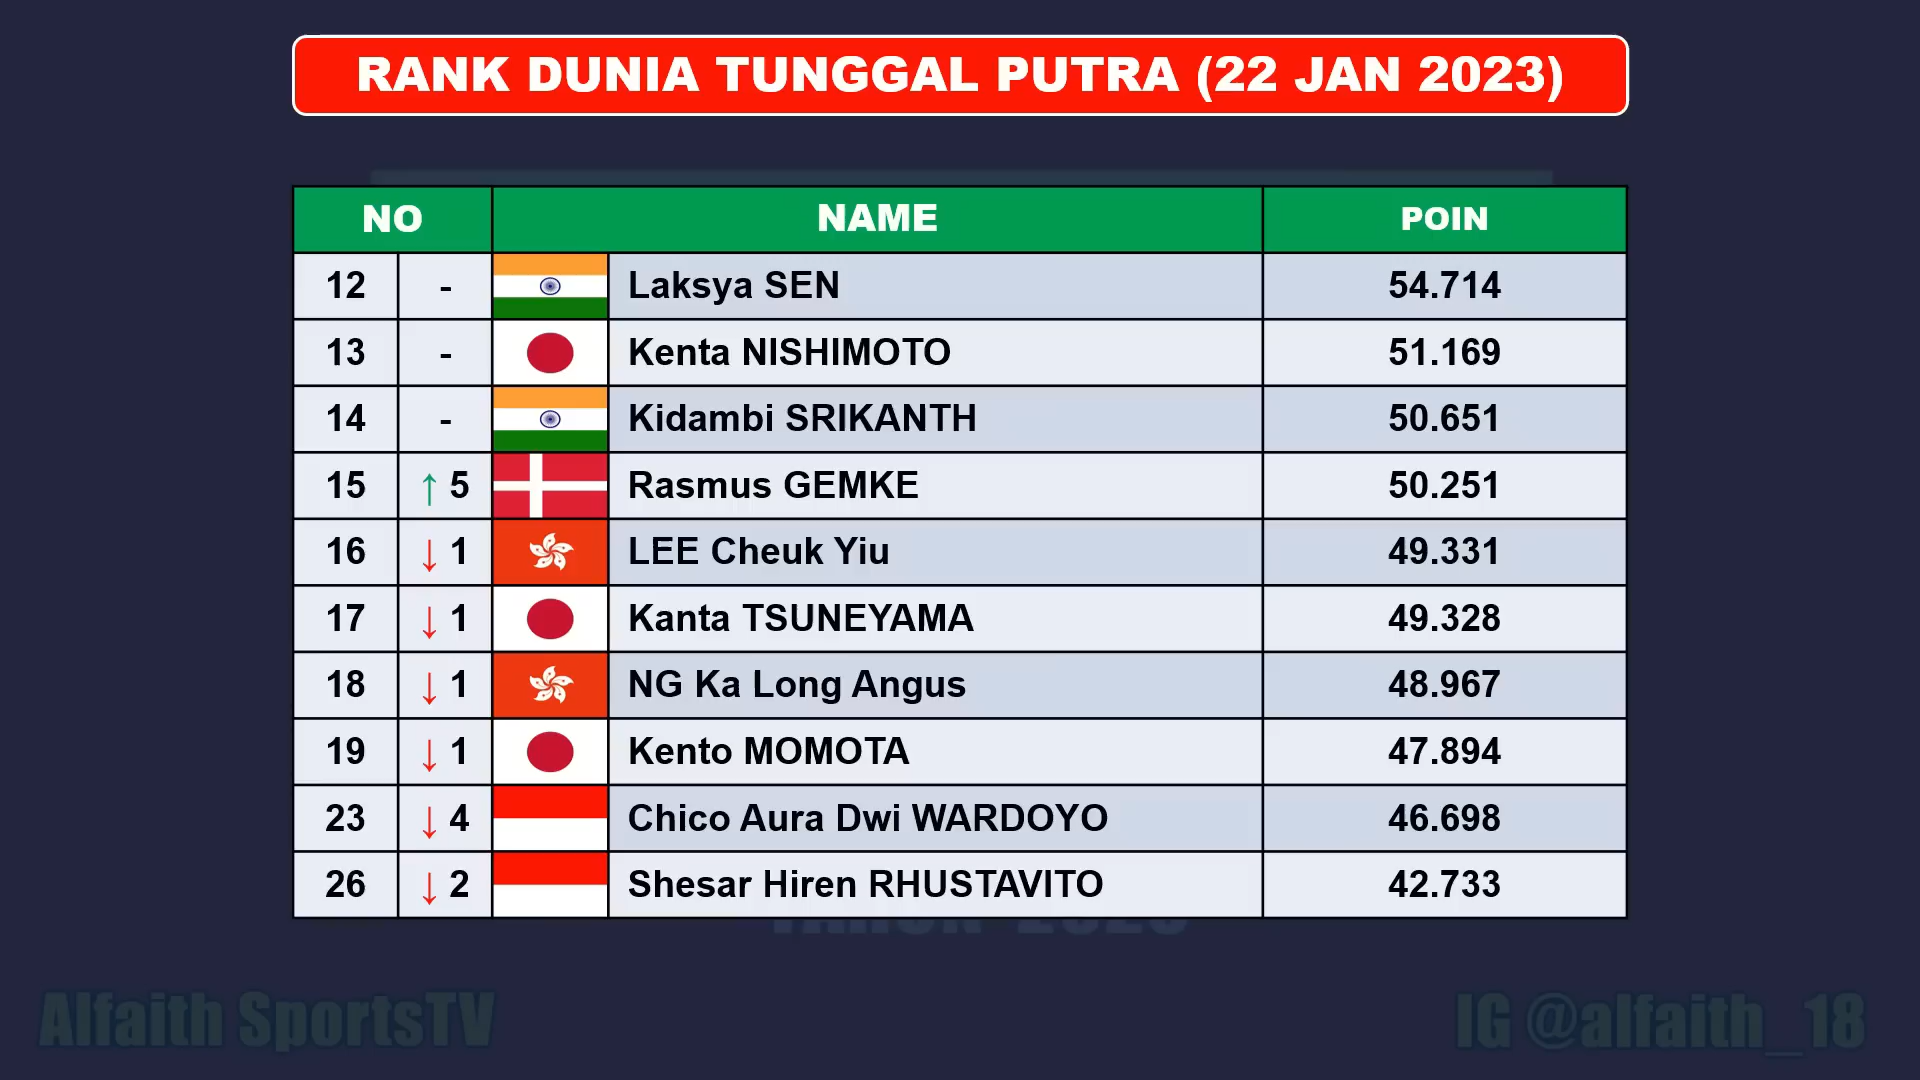 RANK DUNIA TUNGGAL PUTRA (22 JAN 2023)
NO NAME POIN
12 - Laksya SEN 54.714
13 - Kenta NISHIMOTO 51.169
14 - Kidambi SRIKANTH 50.651
15 ↑ 5 Rasmus GEMKE 50.251
16 ↓ 1 LEE Cheuk Yiu 49.331
17 ↓ 1 Kanta TSUNEYAMA 49.328
18 ↓ 1 NG Ka Long Angus 48.967
19 ↓ 1 Kento MOMOTA 47.894
23 ↓ 4 Chico Aura Dwi WARDOYO 46.698
26 ↓ 2 Shesar Hiren RHUSTAVITO 42.733
Alfaith SportsTV IG @alfaith_18